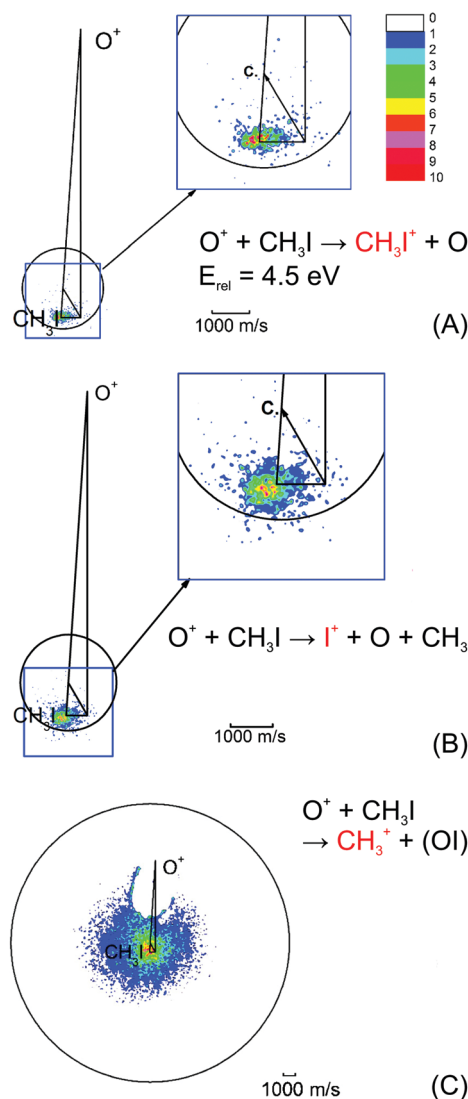 O⁺
C.
0
1
2
3
4
5
6
7
8
9
10
O⁺ + CH₃I → CH₃I⁺ + O
E_rel = 4.5 eV
CH₃I
1000 m/s
(A)
O⁺
C.
O⁺ + CH₃I → I⁺ + O + CH₃
CH₃I
1000 m/s
(B)
O⁺ + CH₃I
→ CH₃⁺ + (OI)
O⁺
CH₃I
1000 m/s
(C)